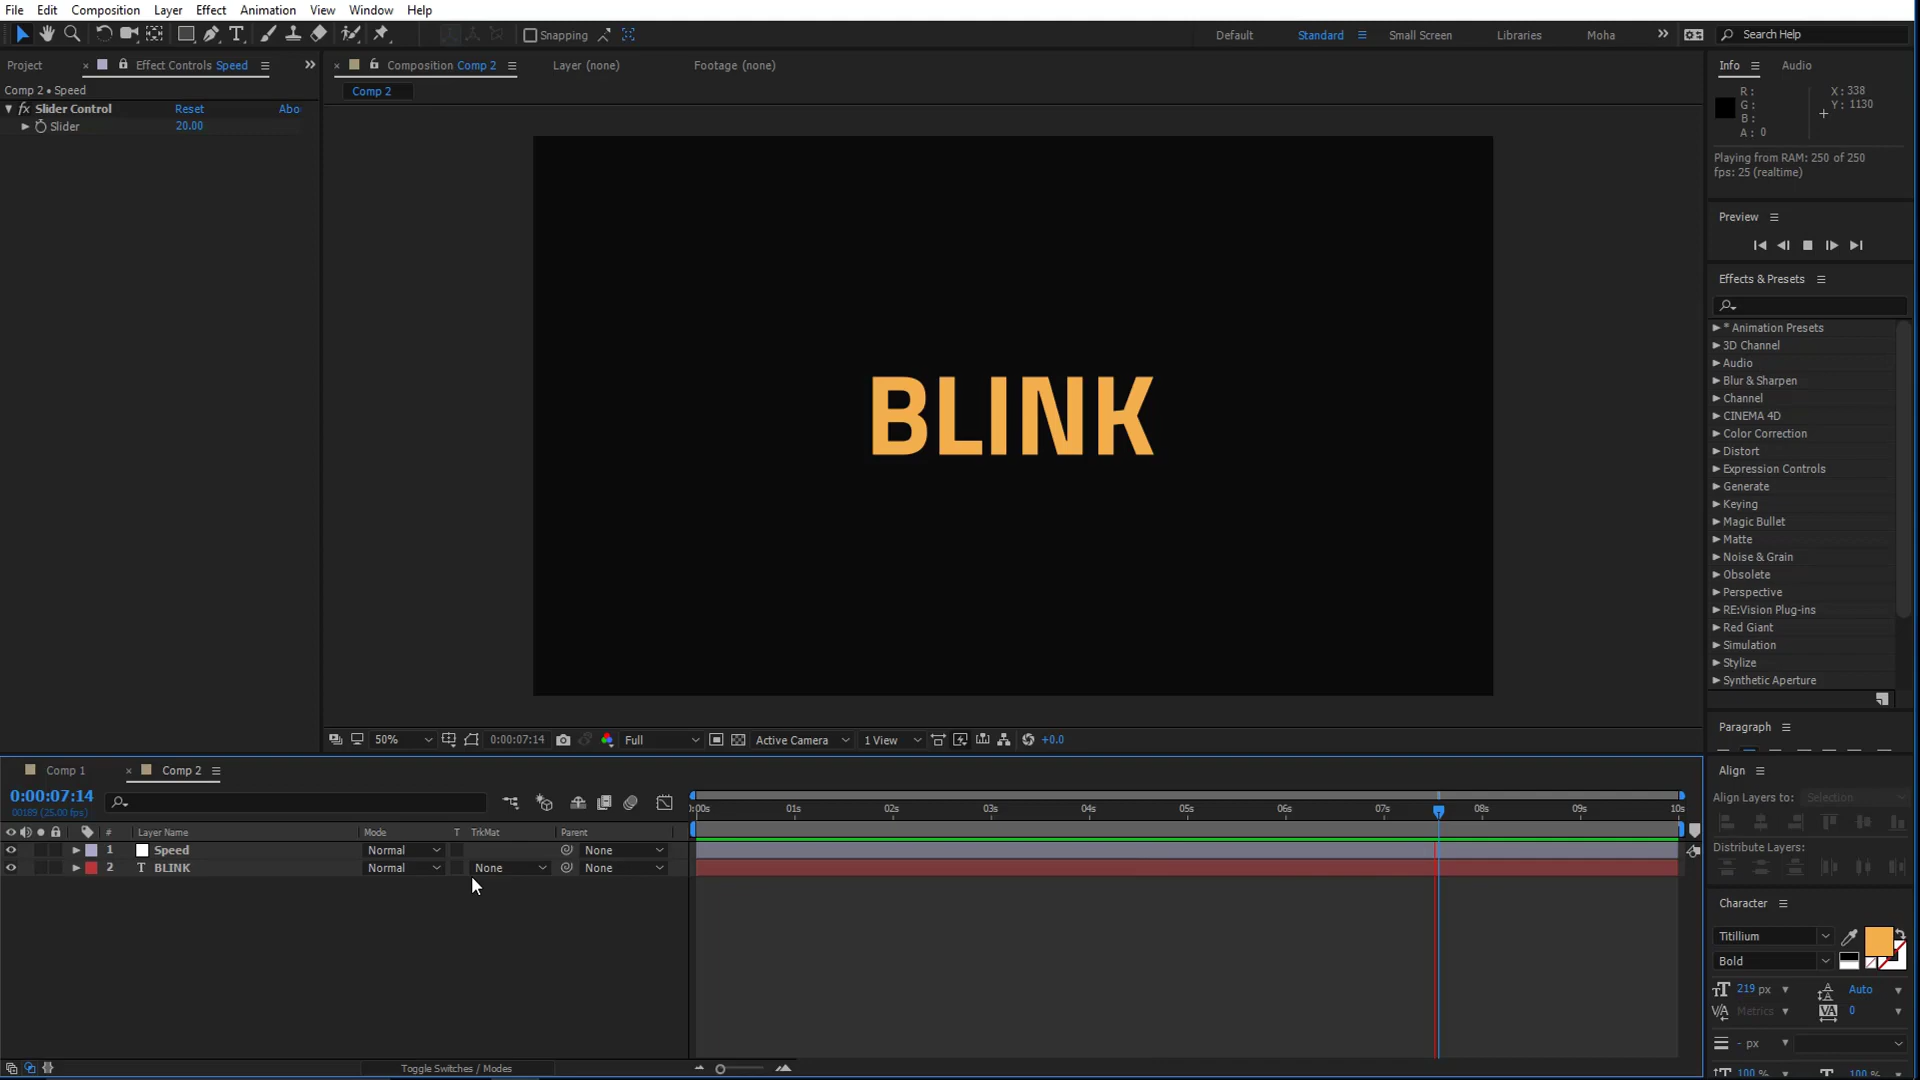 File Edit Composition Layer Effect Animation View Window Help
Snapping
Default Standard Small Screen Libraries Moha
Search Help
Project Effect Controls Speed
Comp 2 • Speed
fx Slider Control Reset Abo
Slider 20.00
Composition Comp 2 Layer (none) Footage (none)
Comp 2
BLINK
50% 0:00:07:14 Full Active Camera 1 View +0.0
Info Audio
R: X: 338
G: Y: 1130
B:
A: 0
Playing from RAM: 250 of 250
fps: 25 (realtime)
Preview
Effects & Presets
* Animation Presets
3D Channel
Audio
Blur & Sharpen
Channel
CINEMA 4D
Color Correction
Distort
Expression Controls
Generate
Keying
Magic Bullet
Matte
Noise & Grain
Obsolete
Perspective
RE:Vision Plug-ins
Red Giant
Simulation
Stylize
Synthetic Aperture
Paragraph
Align
Align Layers to: Selection
Distribute Layers:
Character
Titillium
Bold
219 px Auto
Metrics 0
- px
100 % 100 %
Comp 1 Comp 2
0:00:07:14
00189 (25.00 fps)
:00s 01s 02s 03s 04s 05s 06s 07s 08s 09s 10s
# Layer Name Mode T TrkMat Parent
1 Speed Normal None
2 T BLINK Normal None None
Toggle Switches / Modes